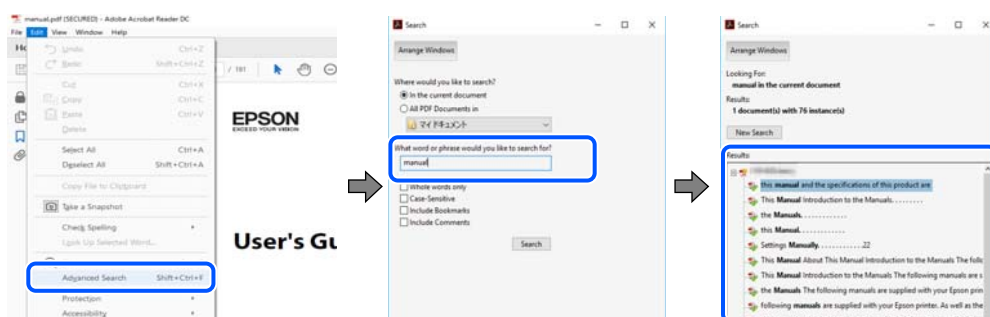 manual.pdf (SECURED) - Adobe Acrobat Reader DC
File Edit View Window Help
Undo Ctrl+Z
Redo Shift+Ctrl+Z
Cut Ctrl+X
Copy Ctrl+C
Paste Ctrl+V
Delete
Select All Ctrl+A
Deselect All Shift+Ctrl+A
Copy File to Clipboard
Take a Snapshot
Check Spelling
Look Up Selected Word...
Advanced Search Shift+Ctrl+F
Protection
Accessibility
/ 191
EPSON
EXCEED YOUR VISION
User's Gu
Search
Arrange Windows
Where would you like to search?
In the current document
All PDF Documents in
マイドキュメント
What word or phrase would you like to search for?
manual
Whole words only
Case-Sensitive
Include Bookmarks
Include Comments
Search
Search
Arrange Windows
Looking For:
manual in the current document
Results:
1 document(s) with 76 instance(s)
New Search
Results:
this manual and the specifications of this product are
This Manual Introduction to the Manuals. . . . . . . . .
the Manuals. . . . . . . . . . . . .
this Manual. . . . . . . . . . . . .
Settings Manually. . . . . . . . . . . . .22
This Manual About This Manual Introduction to the Manuals The follo
This Manual Introduction to the Manuals The following manuals are s
the Manuals The following manuals are supplied with your Epson prin
following manuals are supplied with your Epson printer. As well as the